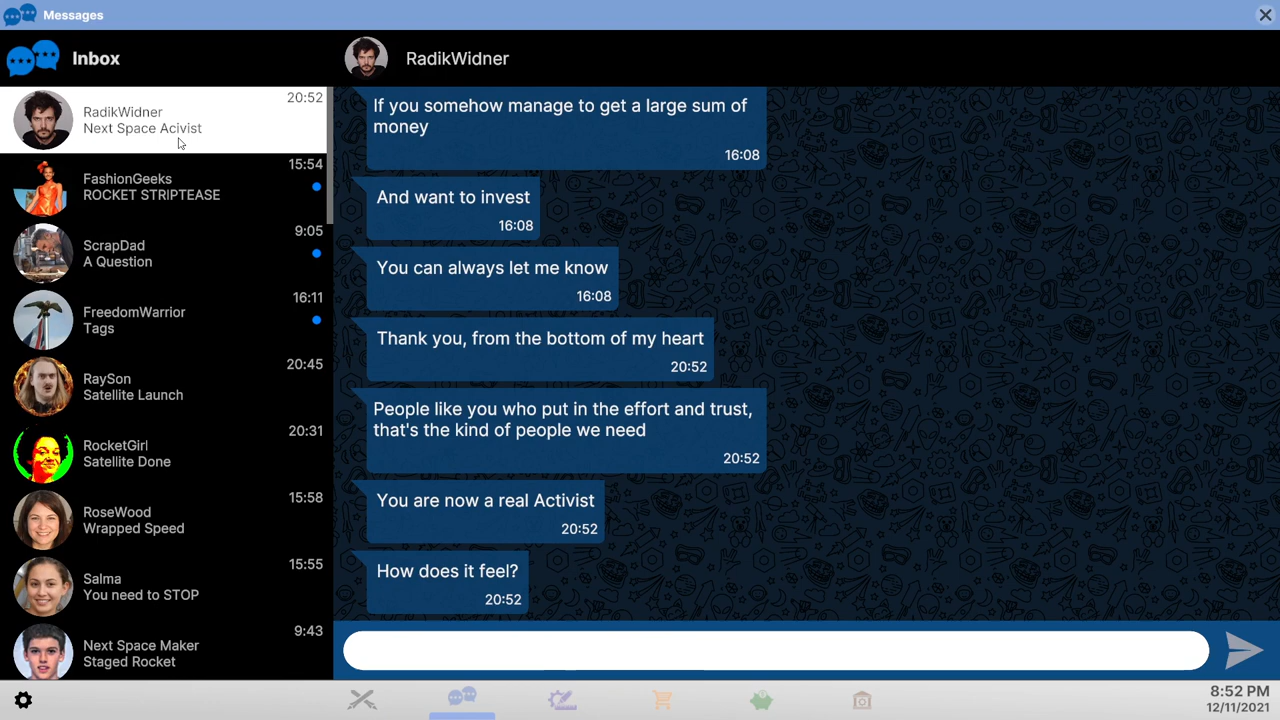 Messages
Inbox
RadikWidner
20:52
RadikWidner
Next Space Acivist
15:54
FashionGeeks
ROCKET STRIPTEASE
9:05
ScrapDad
A Question
16:11
FreedomWarrior
Tags
20:45
RaySon
Satellite Launch
20:31
RocketGirl
Satellite Done
15:58
RoseWood
Wrapped Speed
15:55
Salma
You need to STOP
9:43
Next Space Maker
Staged Rocket
If you somehow manage to get a large sum of
money
16:08
And want to invest
16:08
You can always let me know
16:08
Thank you, from the bottom of my heart
20:52
People like you who put in the effort and trust,
that's the kind of people we need
20:52
You are now a real Activist
20:52
How does it feel?
20:52
8:52 PM
12/11/2021